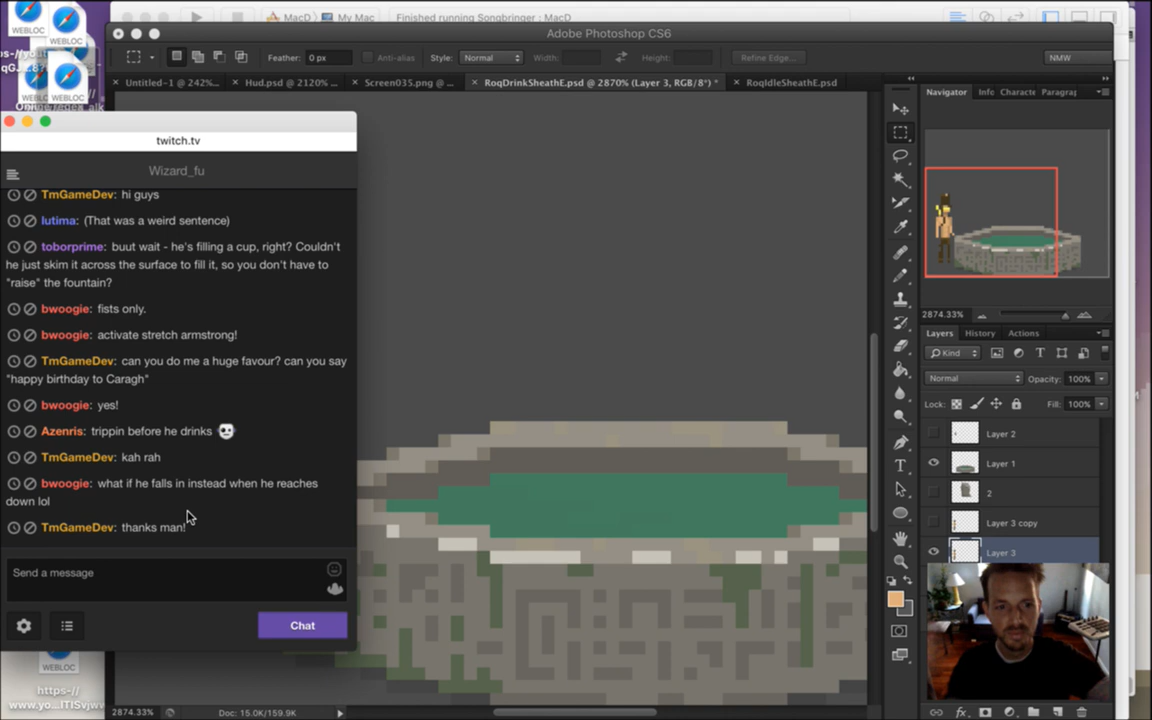 MacD
My Mac
Finished running Songbringer : MacD
WEBLOC
WEBLOC
WEBLOC
Adobe Photoshop CS6
Feather: 0 px
Anti-alias
Style: Normal
Width:
Height:
Refine Edge...
NMW
Untitled-1 @ 242%...
Hud.psd @ 2120% ...
Screen035.png @ ...
RoqDrinkSheathE.psd @ 2870% (Layer 3, RGB/8*) *
RoqIdleSheathE.psd
Navigator
Info
Characte
Paragrap
twitch.tv
Wizard_fu
TmGameDev: hi guys
lutima: (That was a weird sentence)
toborprime: buut wait - he's filling a cup, right? Couldn't
he just skim it across the surface to fill it, so you don't have to
"raise" the fountain?
bwoogie: fists only.
bwoogie: activate stretch armstrong!
TmGameDev: can you do me a huge favour? can you say
"happy birthday to Caragh"
bwoogie: yes!
Azenris: trippin before he drinks
TmGameDev: kah rah
bwoogie: what if he falls in instead when he reaches
down lol
TmGameDev: thanks man!
Send a message
Chat
2874.33%
Layers
History
Actions
Kind
Normal
Opacity: 100%
Lock:
Fill: 100%
Layer 2
Layer 1
2
Layer 3 copy
Layer 3
WEBLOC
https-//
www.yo...ITISvjww
2874.33%
Doc: 15.0K/159.9K